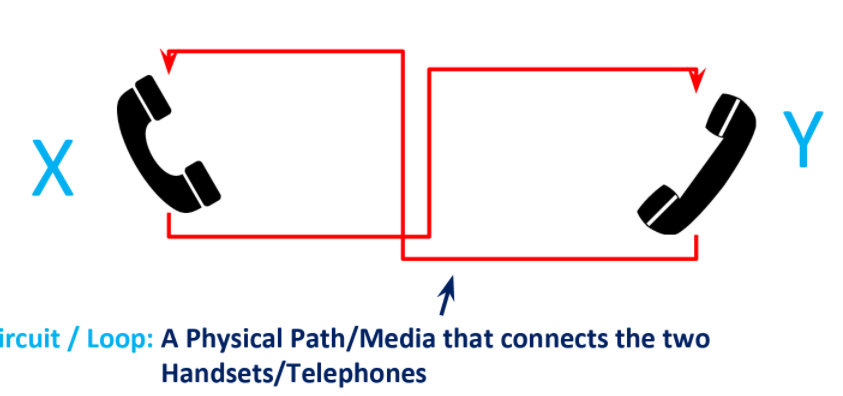 X
Y
ircuit / Loop: A Physical Path/Media that connects the two
Handsets/Telephones